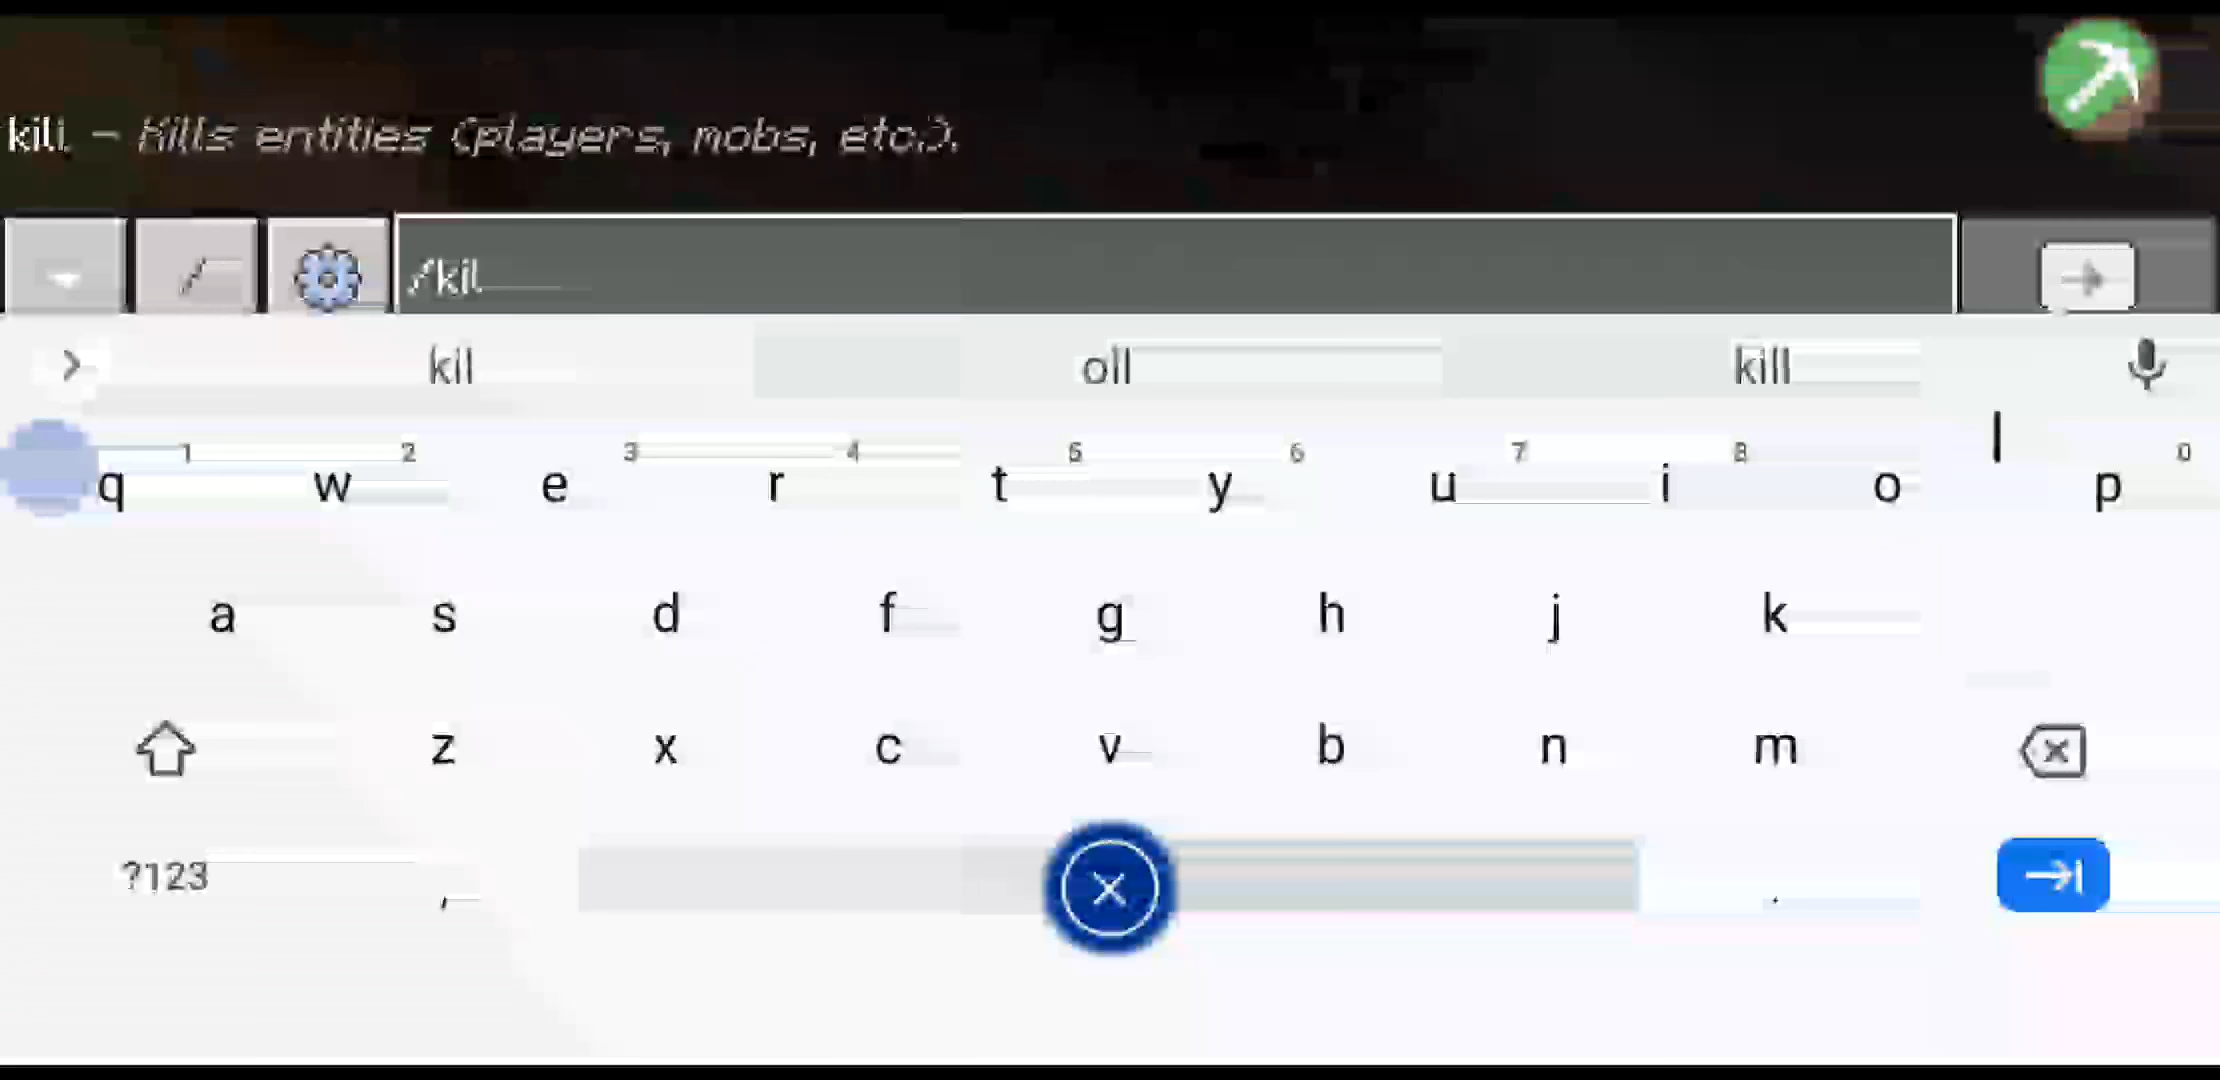 kill - Kills entities (players, mobs, etc.).
/ /kil
kil oil kill
1 2 3 4 5 6 7 8 l 0
q w e r t y u i o p
a s d f g h j k
z x c v b n m
?123 , .